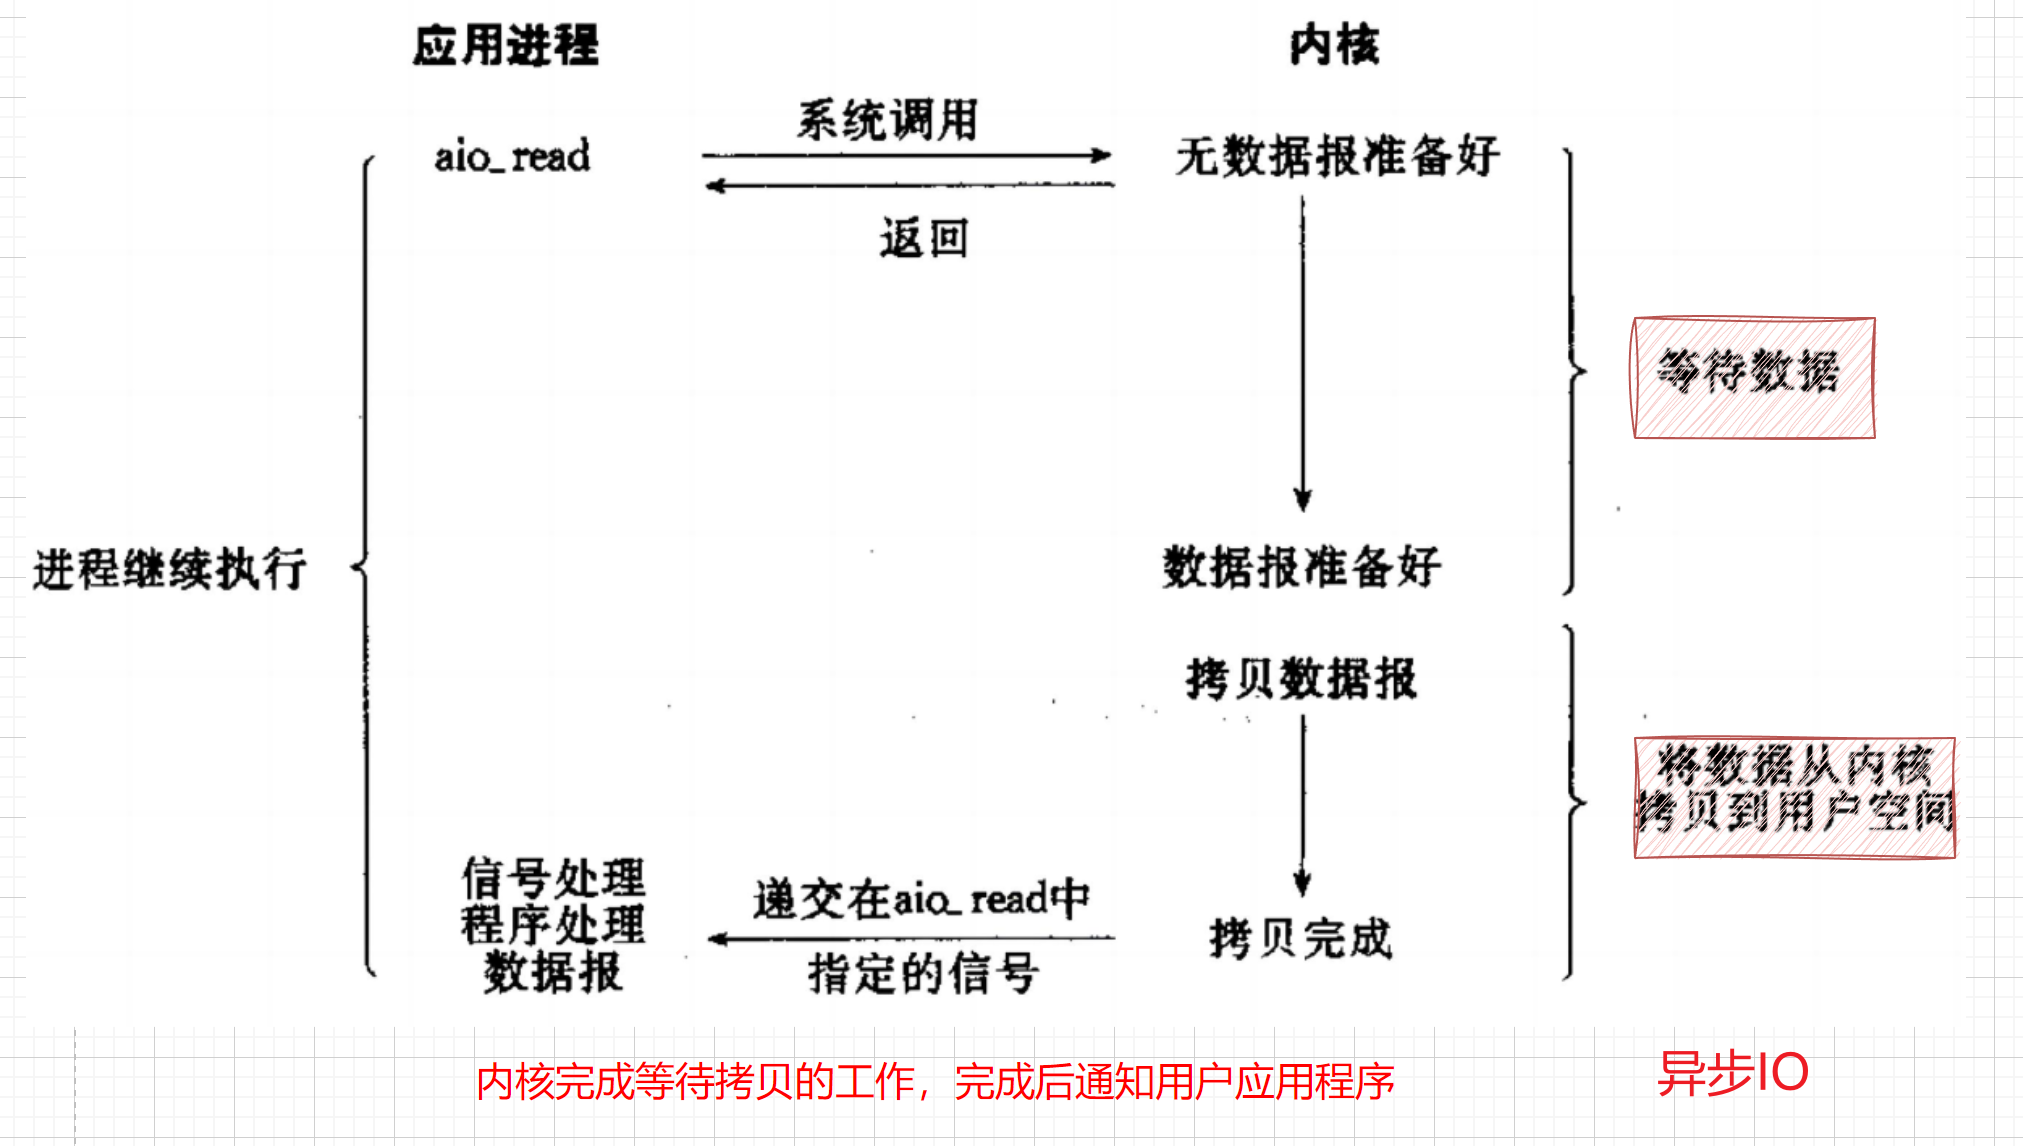 应用进程
内核
系统调用
aio_read
无数据报准备好
返回
等待数据
进程继续执行
数据报准备好
拷贝数据报
将数据从内核
拷贝到用户空间
信号处理
程序处理
数据报
递交在aio_read中
指定的信号
拷贝完成
内核完成等待拷贝的工作，完成后通知用户应用程序
异步IO